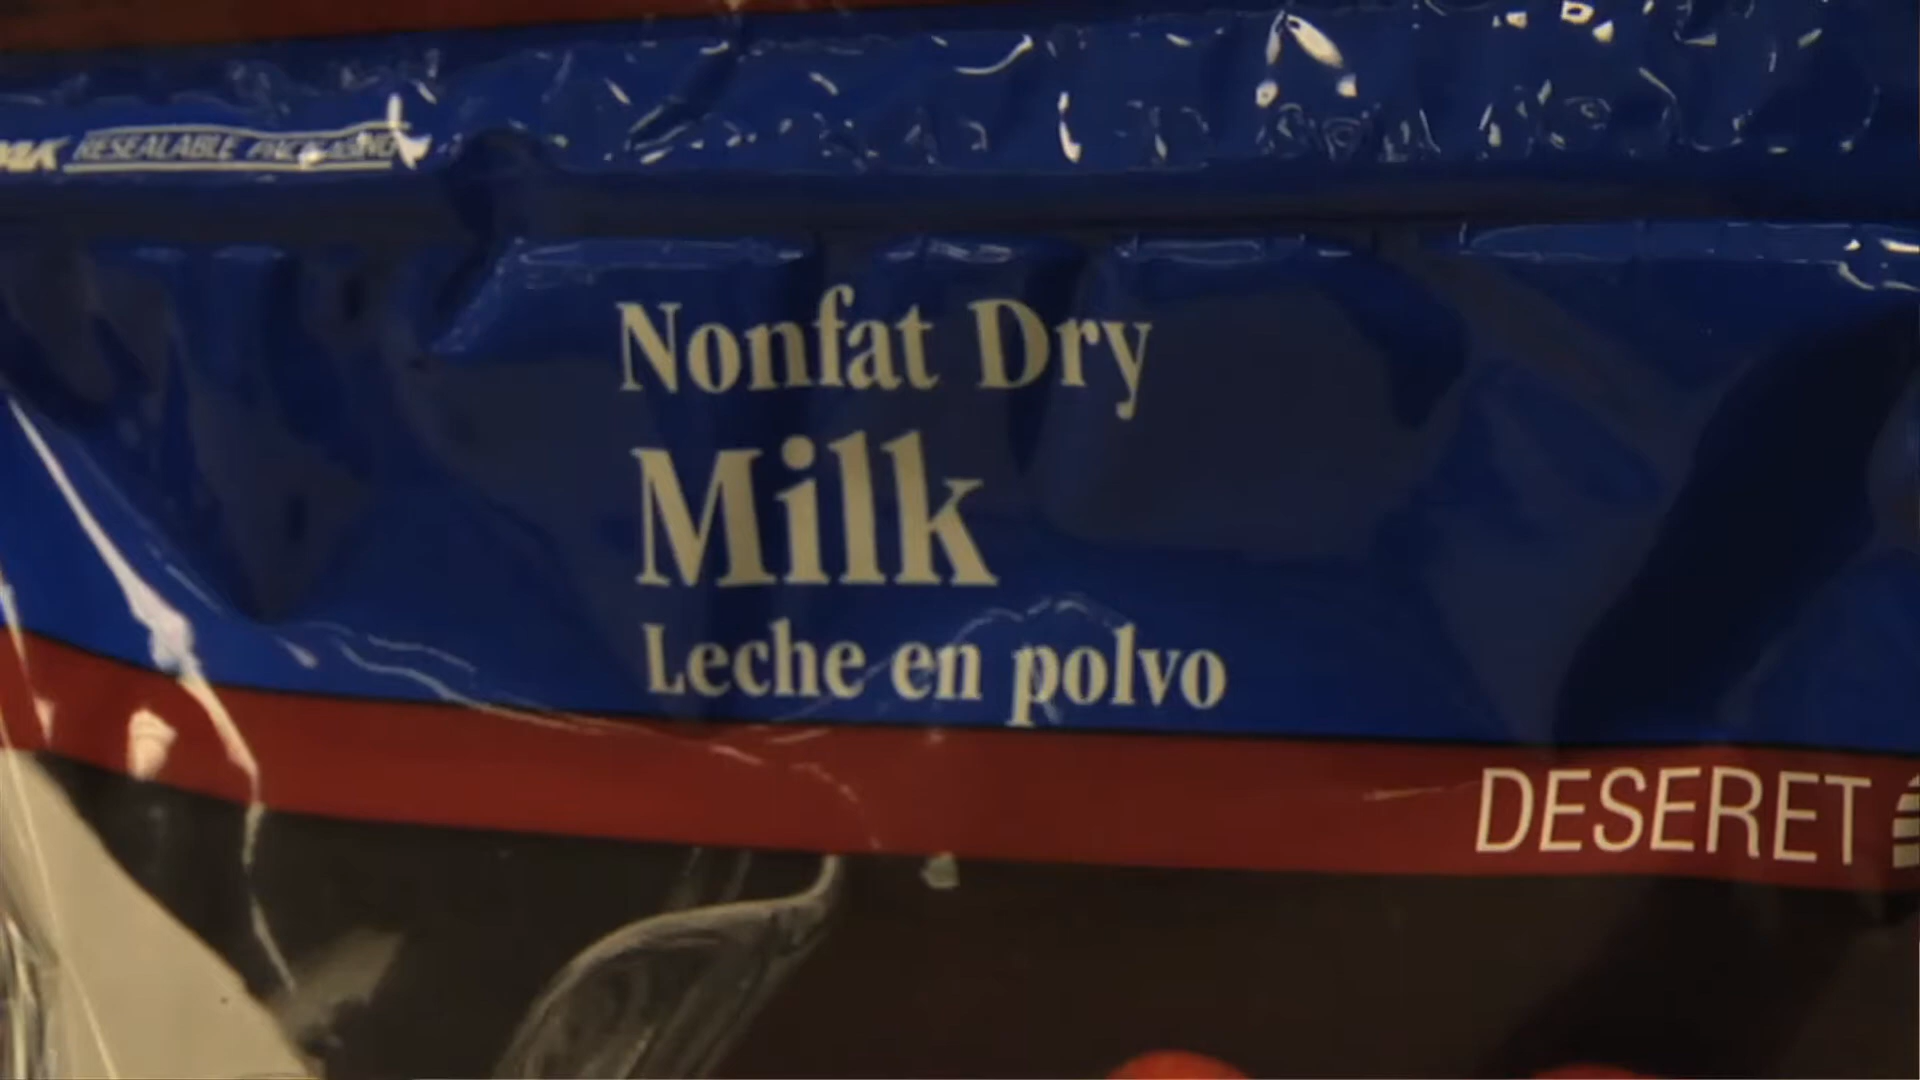 RESEALABLE PACKAGING
Nonfat Dry
Milk
Leche en polvo
DESERET